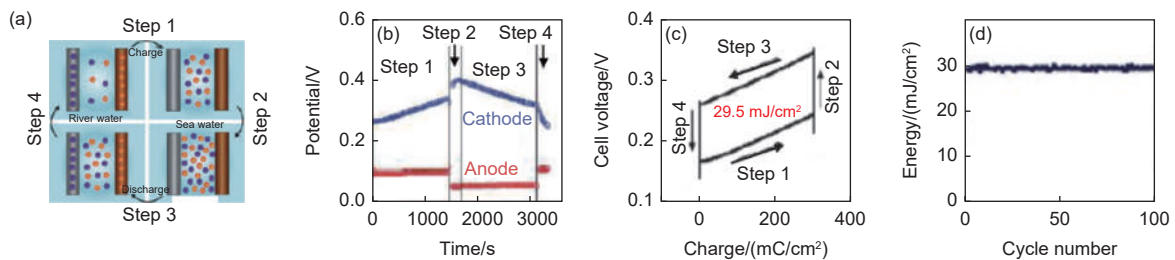 (a)
Step 1
Charge
Step 4
River water
Sea water
Step 2
Discharge
Step 3
(b)
Step 2
Step 4
Step 1
Step 3
Cathode
Anode
Potential/V
0.6
0.4
0.2
0.0
0
1000
2000
3000
Time/s
(c)
Step 3
Step 2
Step 4
29.5 mJ/cm²
Step 1
Cell voltage/V
0.4
0.3
0.2
0.1
0
200
400
Charge/(mC/cm²)
(d)
Energy/(mJ/cm²)
30
20
10
0
0
50
100
Cycle number